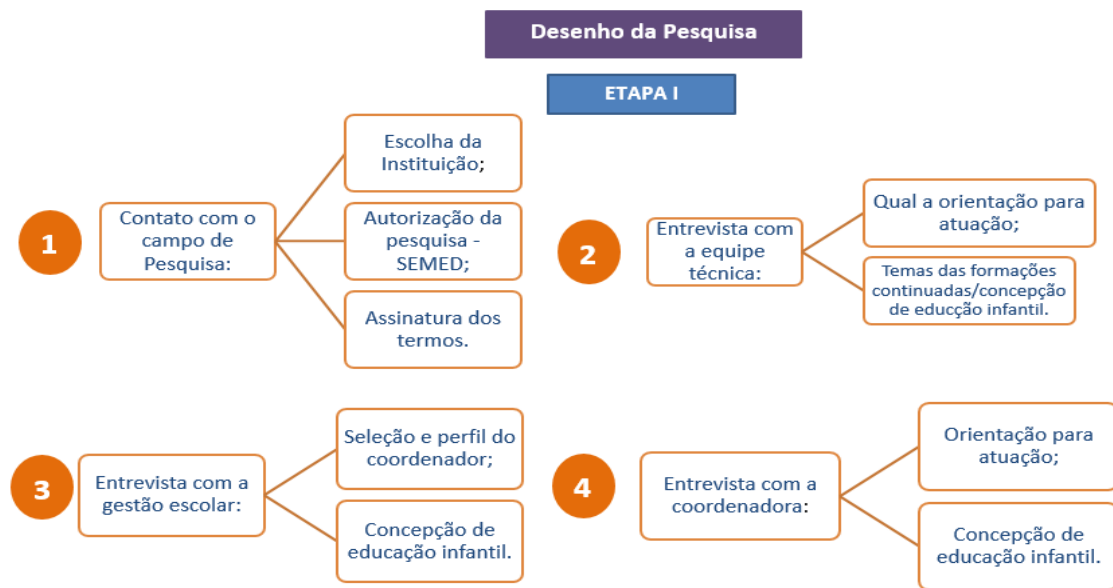 Desenho da Pesquisa
ETAPA I
1
Contato com o
campo de
Pesquisa:
Escolha da
Instituição;
Autorização da
pesquisa -
SEMED;
Assinatura dos
termos.
2
Entrevista com
a equipe
técnica:
Qual a orientação para
atuação;
Temas das formações
continuadas/concepção
de educção infantil.
3
Entrevista com a
gestão escolar:
Seleção e perfil do
coordenador;
Concepção de
educação infantil.
4
Entrevista com a
coordenadora:
Orientação para
atuação;
Concepção de
educação infantil.